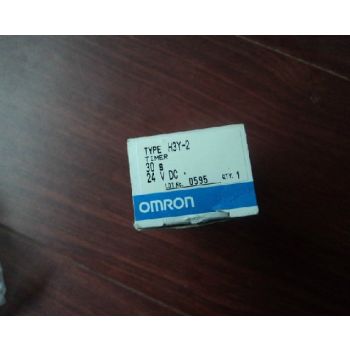 TYPE H3Y-2
TIMER
30 s
24 V DC
LOT No. 0595 QTY. 1
OMRON